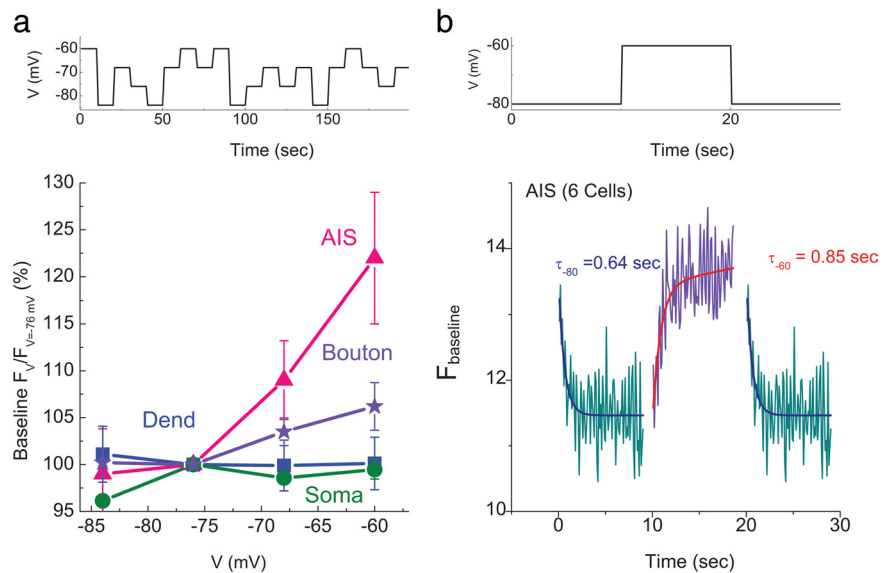 a
-60
-70
-80
V (mV)
0
50
100
150
Time (sec)
130
125
120
115
110
105
100
95
Baseline F_V/F_V=-76 mV (%)
AIS
Bouton
Dend
Soma
-85
-80
-75
-70
-65
-60
V (mV)
b
-60
-80
V (mV)
0
10
20
Time (sec)
AIS (6 Cells)
τ-80 =0.64 sec
τ-60 = 0.85 sec
14
12
10
F_baseline
0
10
20
30
Time (sec)